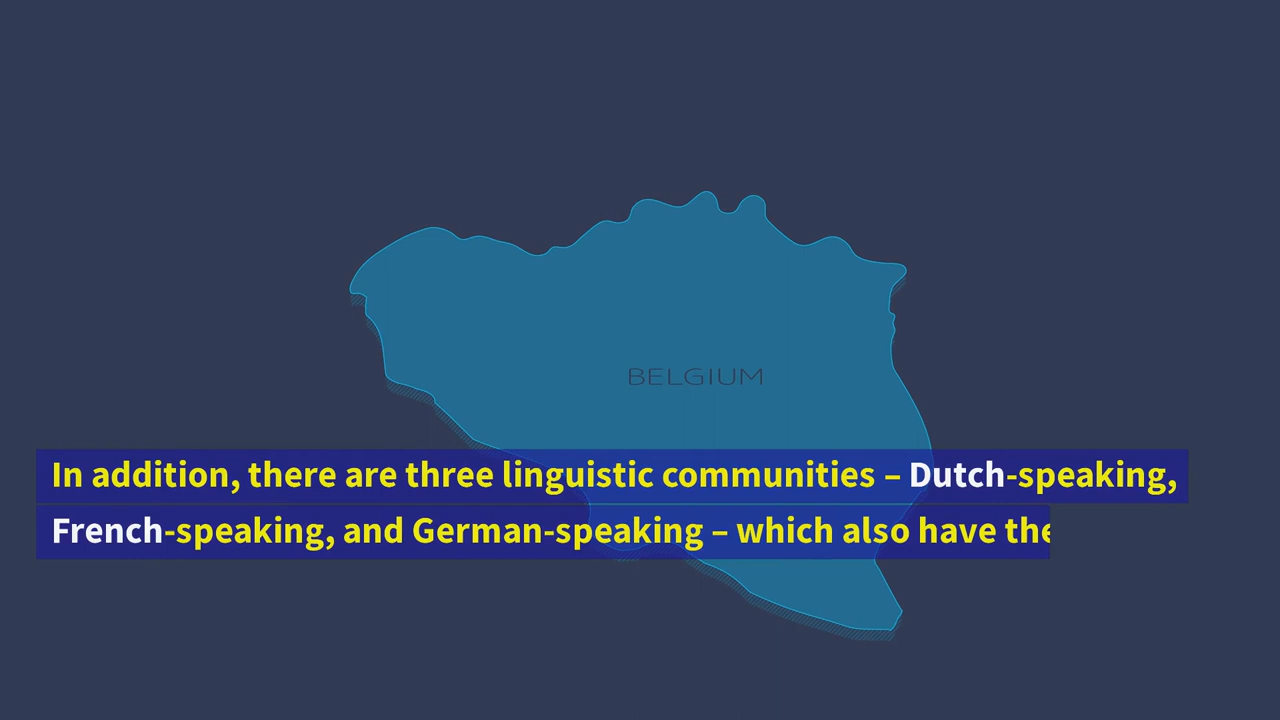 BELGIUM
In addition, there are three linguistic communities – Dutch-speaking,
French-speaking, and German-speaking – which also have the